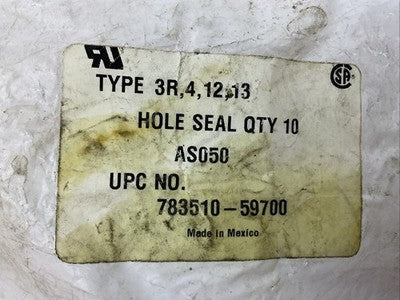 TYPE 3R,4,12,13
HOLE SEAL QTY 10
AS050
UPC NO.
783510-59700
Made in Mexico